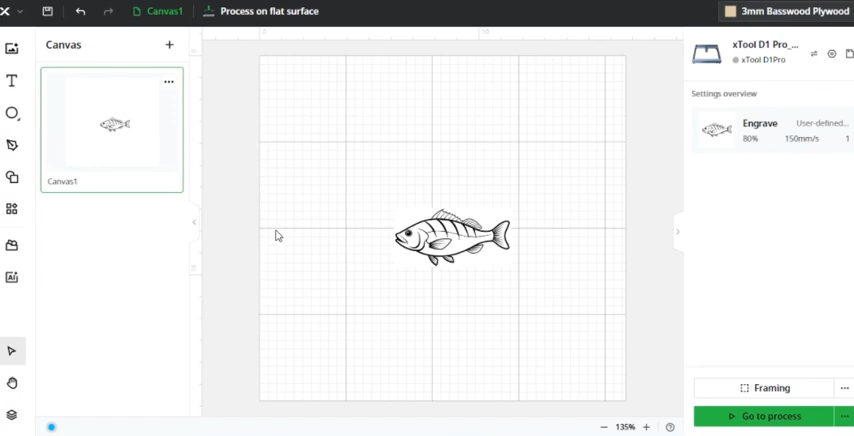 Canvas1
Process on flat surface
3mm Basswood Plywood
Canvas
Canvas1
xTool D1 Pro_...
xTool D1Pro
Settings overview
Engrave
User-defined...
80%
150mm/s
1
Framing
Go to process
135%